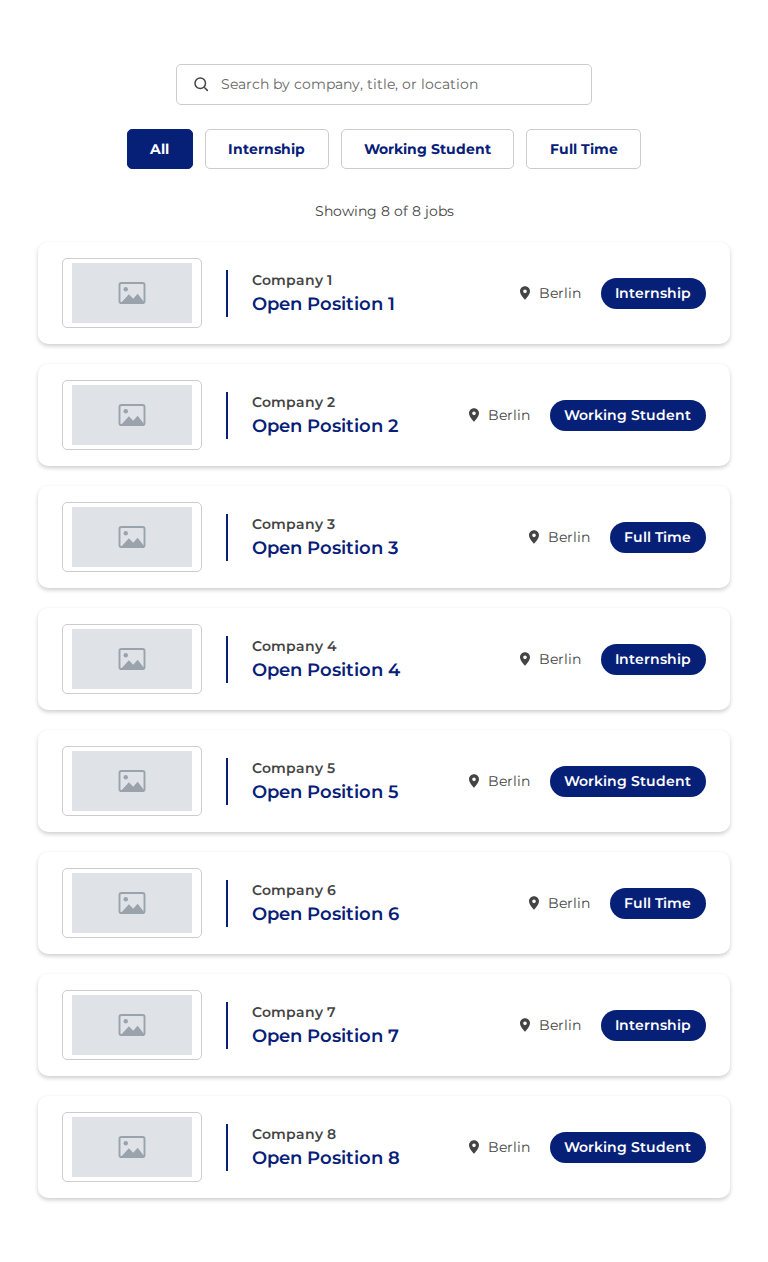 Search by company, title, or location
All Internship Working Student Full Time
Showing 8 of 8 jobs
Company 1
Open Position 1
Berlin Internship
Company 2
Open Position 2
Berlin Working Student
Company 3
Open Position 3
Berlin Full Time
Company 4
Open Position 4
Berlin Internship
Company 5
Open Position 5
Berlin Working Student
Company 6
Open Position 6
Berlin Full Time
Company 7
Open Position 7
Berlin Internship
Company 8
Open Position 8
Berlin Working Student